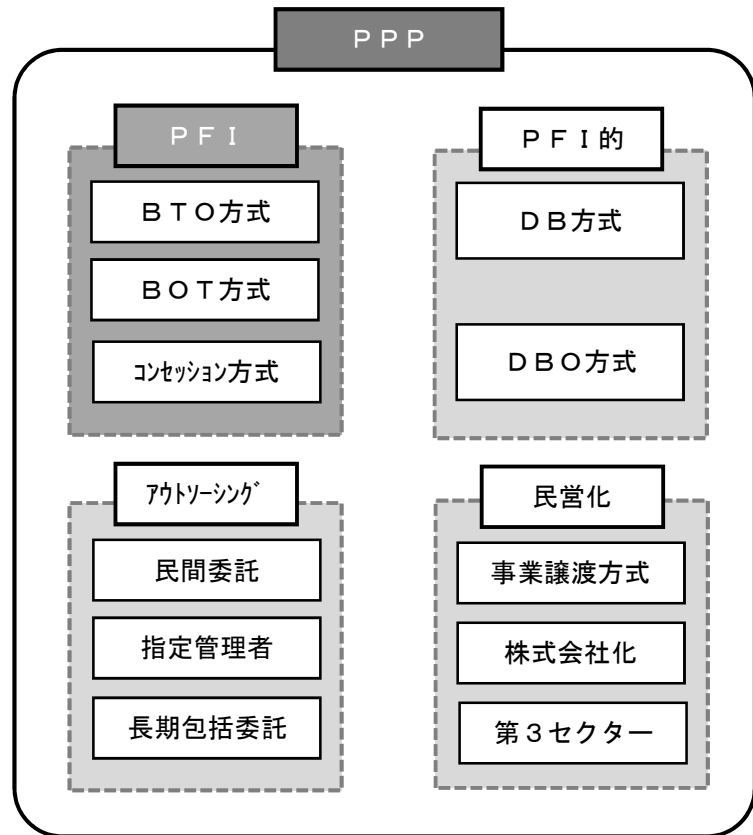 ＰＰＰ
ＰＦＩ
ＢＴＯ方式
ＢＯＴ方式
ｺﾝｾｯｼｮﾝ方式
ＰＦＩ的
ＤＢ方式
ＤＢＯ方式
ｱｳﾄｿｰｼﾝｸﾞ
民間委託
指定管理者
長期包括委託
民営化
事業譲渡方式
株式会社化
第３セクター